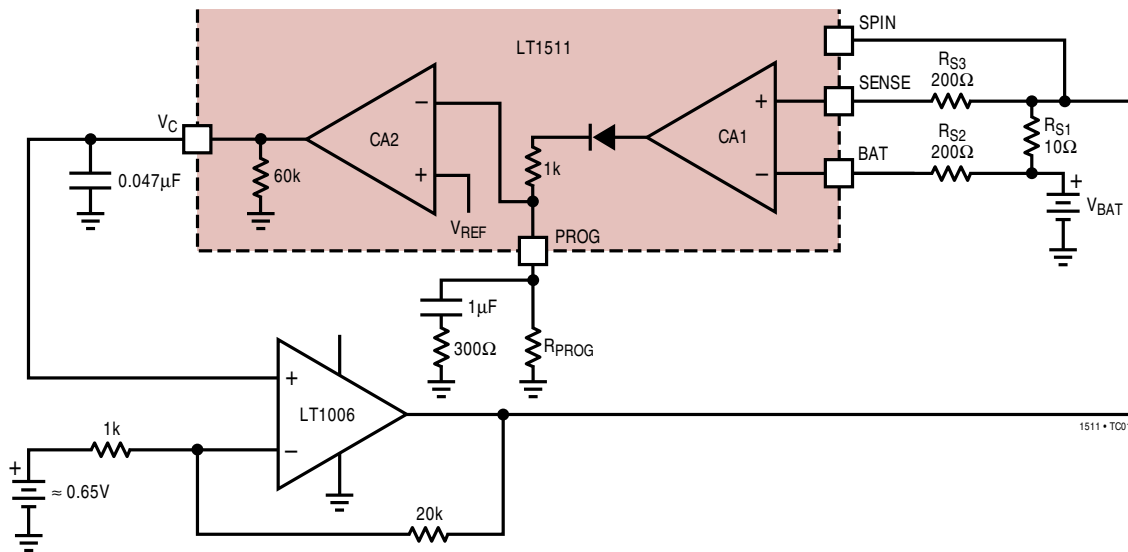 SPIN
LT1511
R_S3
200Ω
SENSE
+
CA1
−
R_S1
10Ω
R_S2
200Ω
BAT
+
V_BAT
V_C
−
CA2
+
1k
60k
0.047μF
V_REF
PROG
1μF
300Ω
R_PROG
+
LT1006
−
1k
+
≈ 0.65V
20k
1511 • TC01